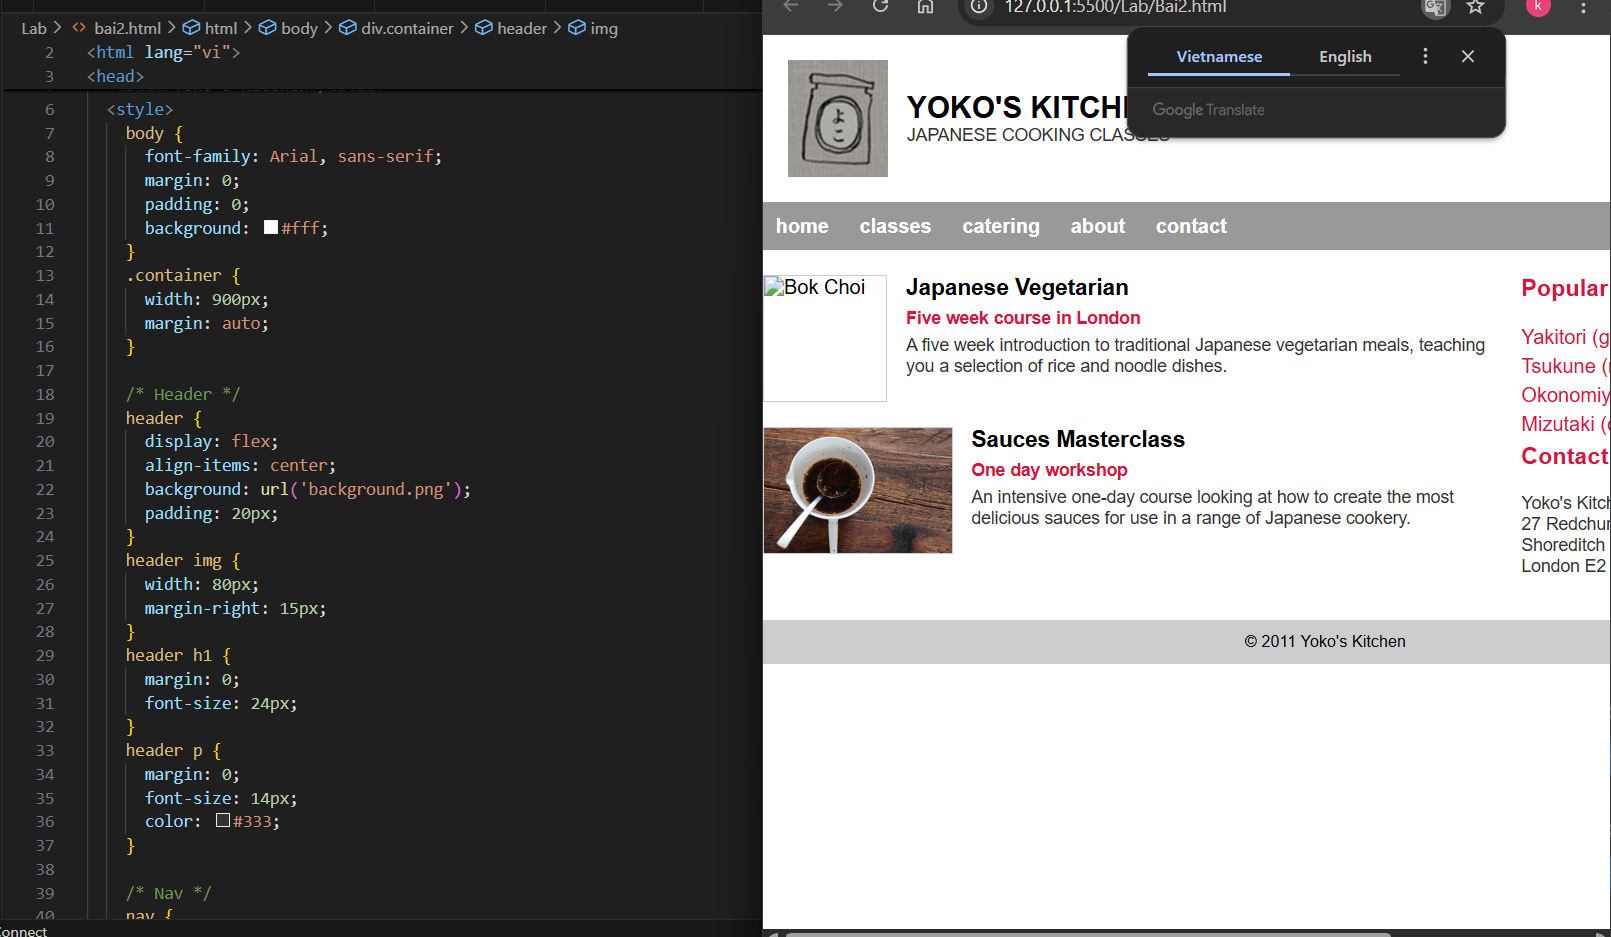 Lab > <> bai2.html > html > body > div.container > header > img
2 <html lang="vi">
3 <head>
6 <style>
7 body {
8 font-family: Arial, sans-serif;
9 margin: 0;
10 padding: 0;
11 background: #fff;
12 }
13 .container {
14 width: 900px;
15 margin: auto;
16 }
17
18 /* Header */
19 header {
20 display: flex;
21 align-items: center;
22 background: url('background.png');
23 padding: 20px;
24 }
25 header img {
26 width: 80px;
27 margin-right: 15px;
28 }
29 header h1 {
30 margin: 0;
31 font-size: 24px;
32 }
33 header p {
34 margin: 0;
35 font-size: 14px;
36 color: #333;
37 }
38
39 /* Nav */
40 nav {
onnect
127.0.0.1:5500/Lab/Bai2.html
k
Vietnamese English
Google Translate
よこ
YOKO'S KITCHE
JAPANESE COOKING CLASSES
home classes catering about contact
Bok Choi
Japanese Vegetarian
Five week course in London
A five week introduction to traditional Japanese vegetarian meals, teaching
you a selection of rice and noodle dishes.
Sauces Masterclass
One day workshop
An intensive one-day course looking at how to create the most
delicious sauces for use in a range of Japanese cookery.
Popular
Yakitori (g
Tsukune (
Okonomiy
Mizutaki (
Contact
Yoko's Kitch
27 Redchur
Shoreditch
London E2
© 2011 Yoko's Kitchen